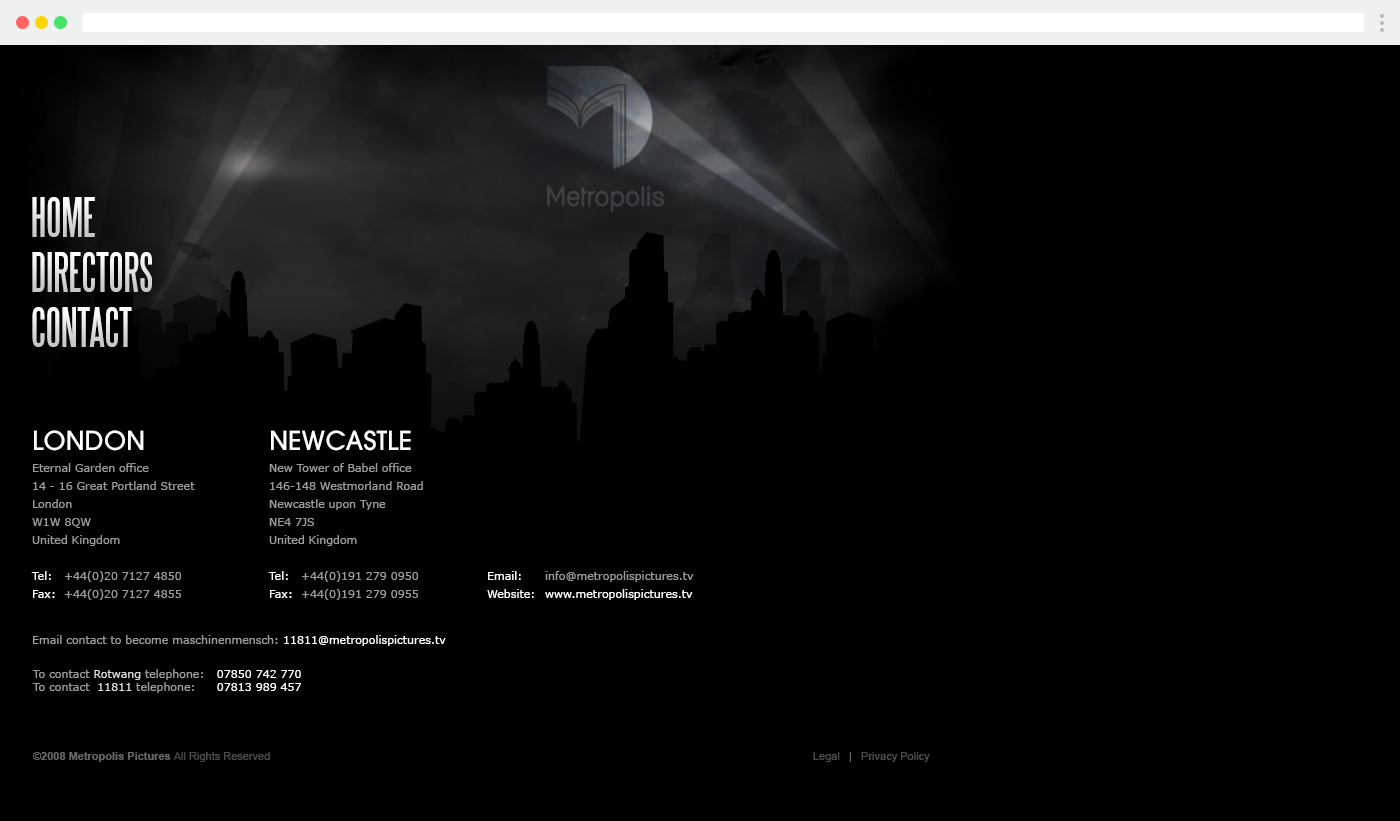 Metropolis
HOME
DIRECTORS
CONTACT
LONDON
Eternal Garden office
14 - 16 Great Portland Street
London
W1W 8QW
United Kingdom
Tel: +44(0)20 7127 4850
Fax: +44(0)20 7127 4855
NEWCASTLE
New Tower of Babel office
146-148 Westmorland Road
Newcastle upon Tyne
NE4 7JS
United Kingdom
Tel: +44(0)191 279 0950
Fax: +44(0)191 279 0955
Email: info@metropolispictures.tv
Website: www.metropolispictures.tv
Email contact to become maschinenmensch: 11811@metropolispictures.tv
To contact Rotwang telephone: 07850 742 770
To contact 11811 telephone: 07813 989 457
©2008 Metropolis Pictures All Rights Reserved
Legal | Privacy Policy